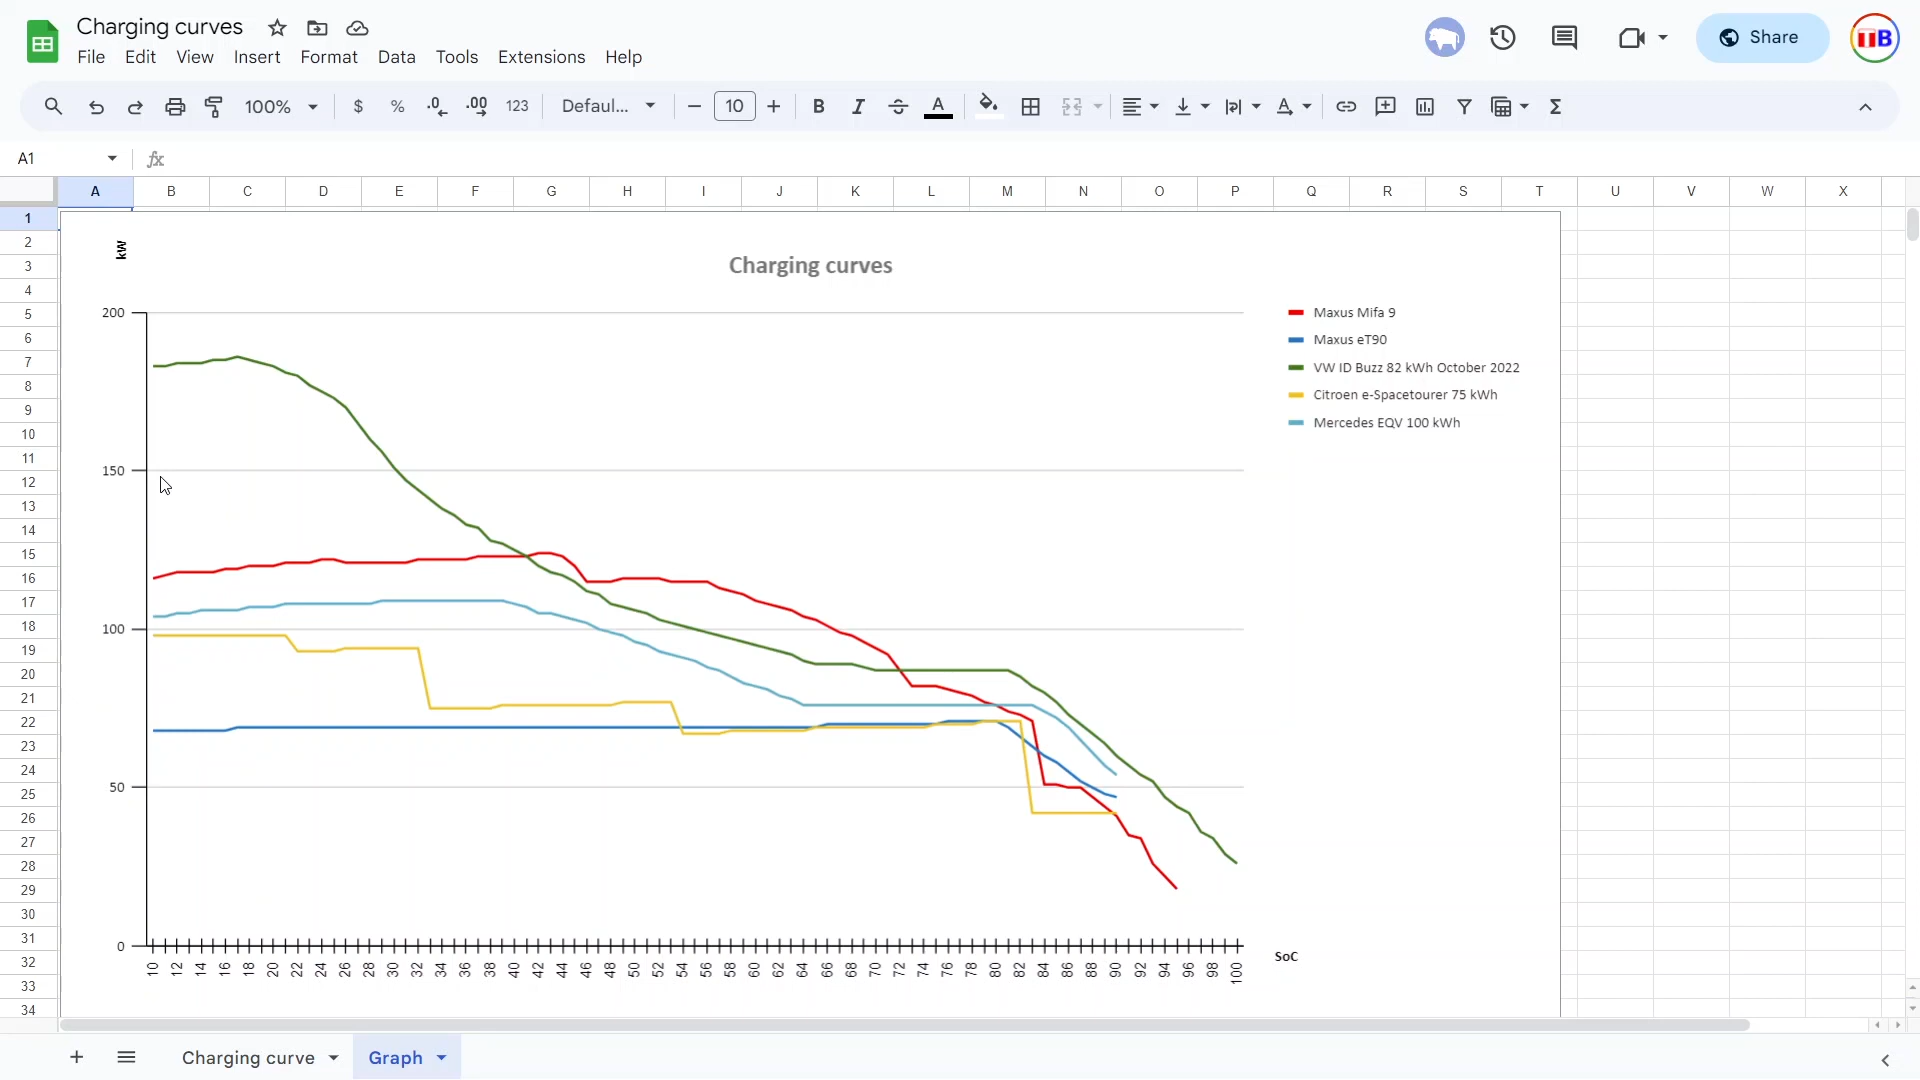 Charging curves
File Edit View Insert Format Data Tools Extensions Help
Share
TTB
100% $ % .0 .00 123 Defaul... 10 B I S A Σ
A1 fx
A B C D E F G H I J K L M N O P Q R S T U V W X
1
2
3
4
5
6
7
8
9
10
11
12
13
14
15
16
17
18
19
20
21
22
23
24
25
26
27
28
29
30
31
32
33
34
kW
Charging curves
200
150
100
50
0
Maxus Mifa 9
Maxus eT90
VW ID Buzz 82 kWh October 2022
Citroen e-Spacetourer 75 kWh
Mercedes EQV 100 kWh
10 12 14 16 18 20 22 24 26 28 30 32 34 36 38 40 42 44 46 48 50 52 54 56 58 60 62 64 66 68 70 72 74 76 78 80 82 84 86 88 90 92 94 96 98 100
SoC
Charging curve Graph